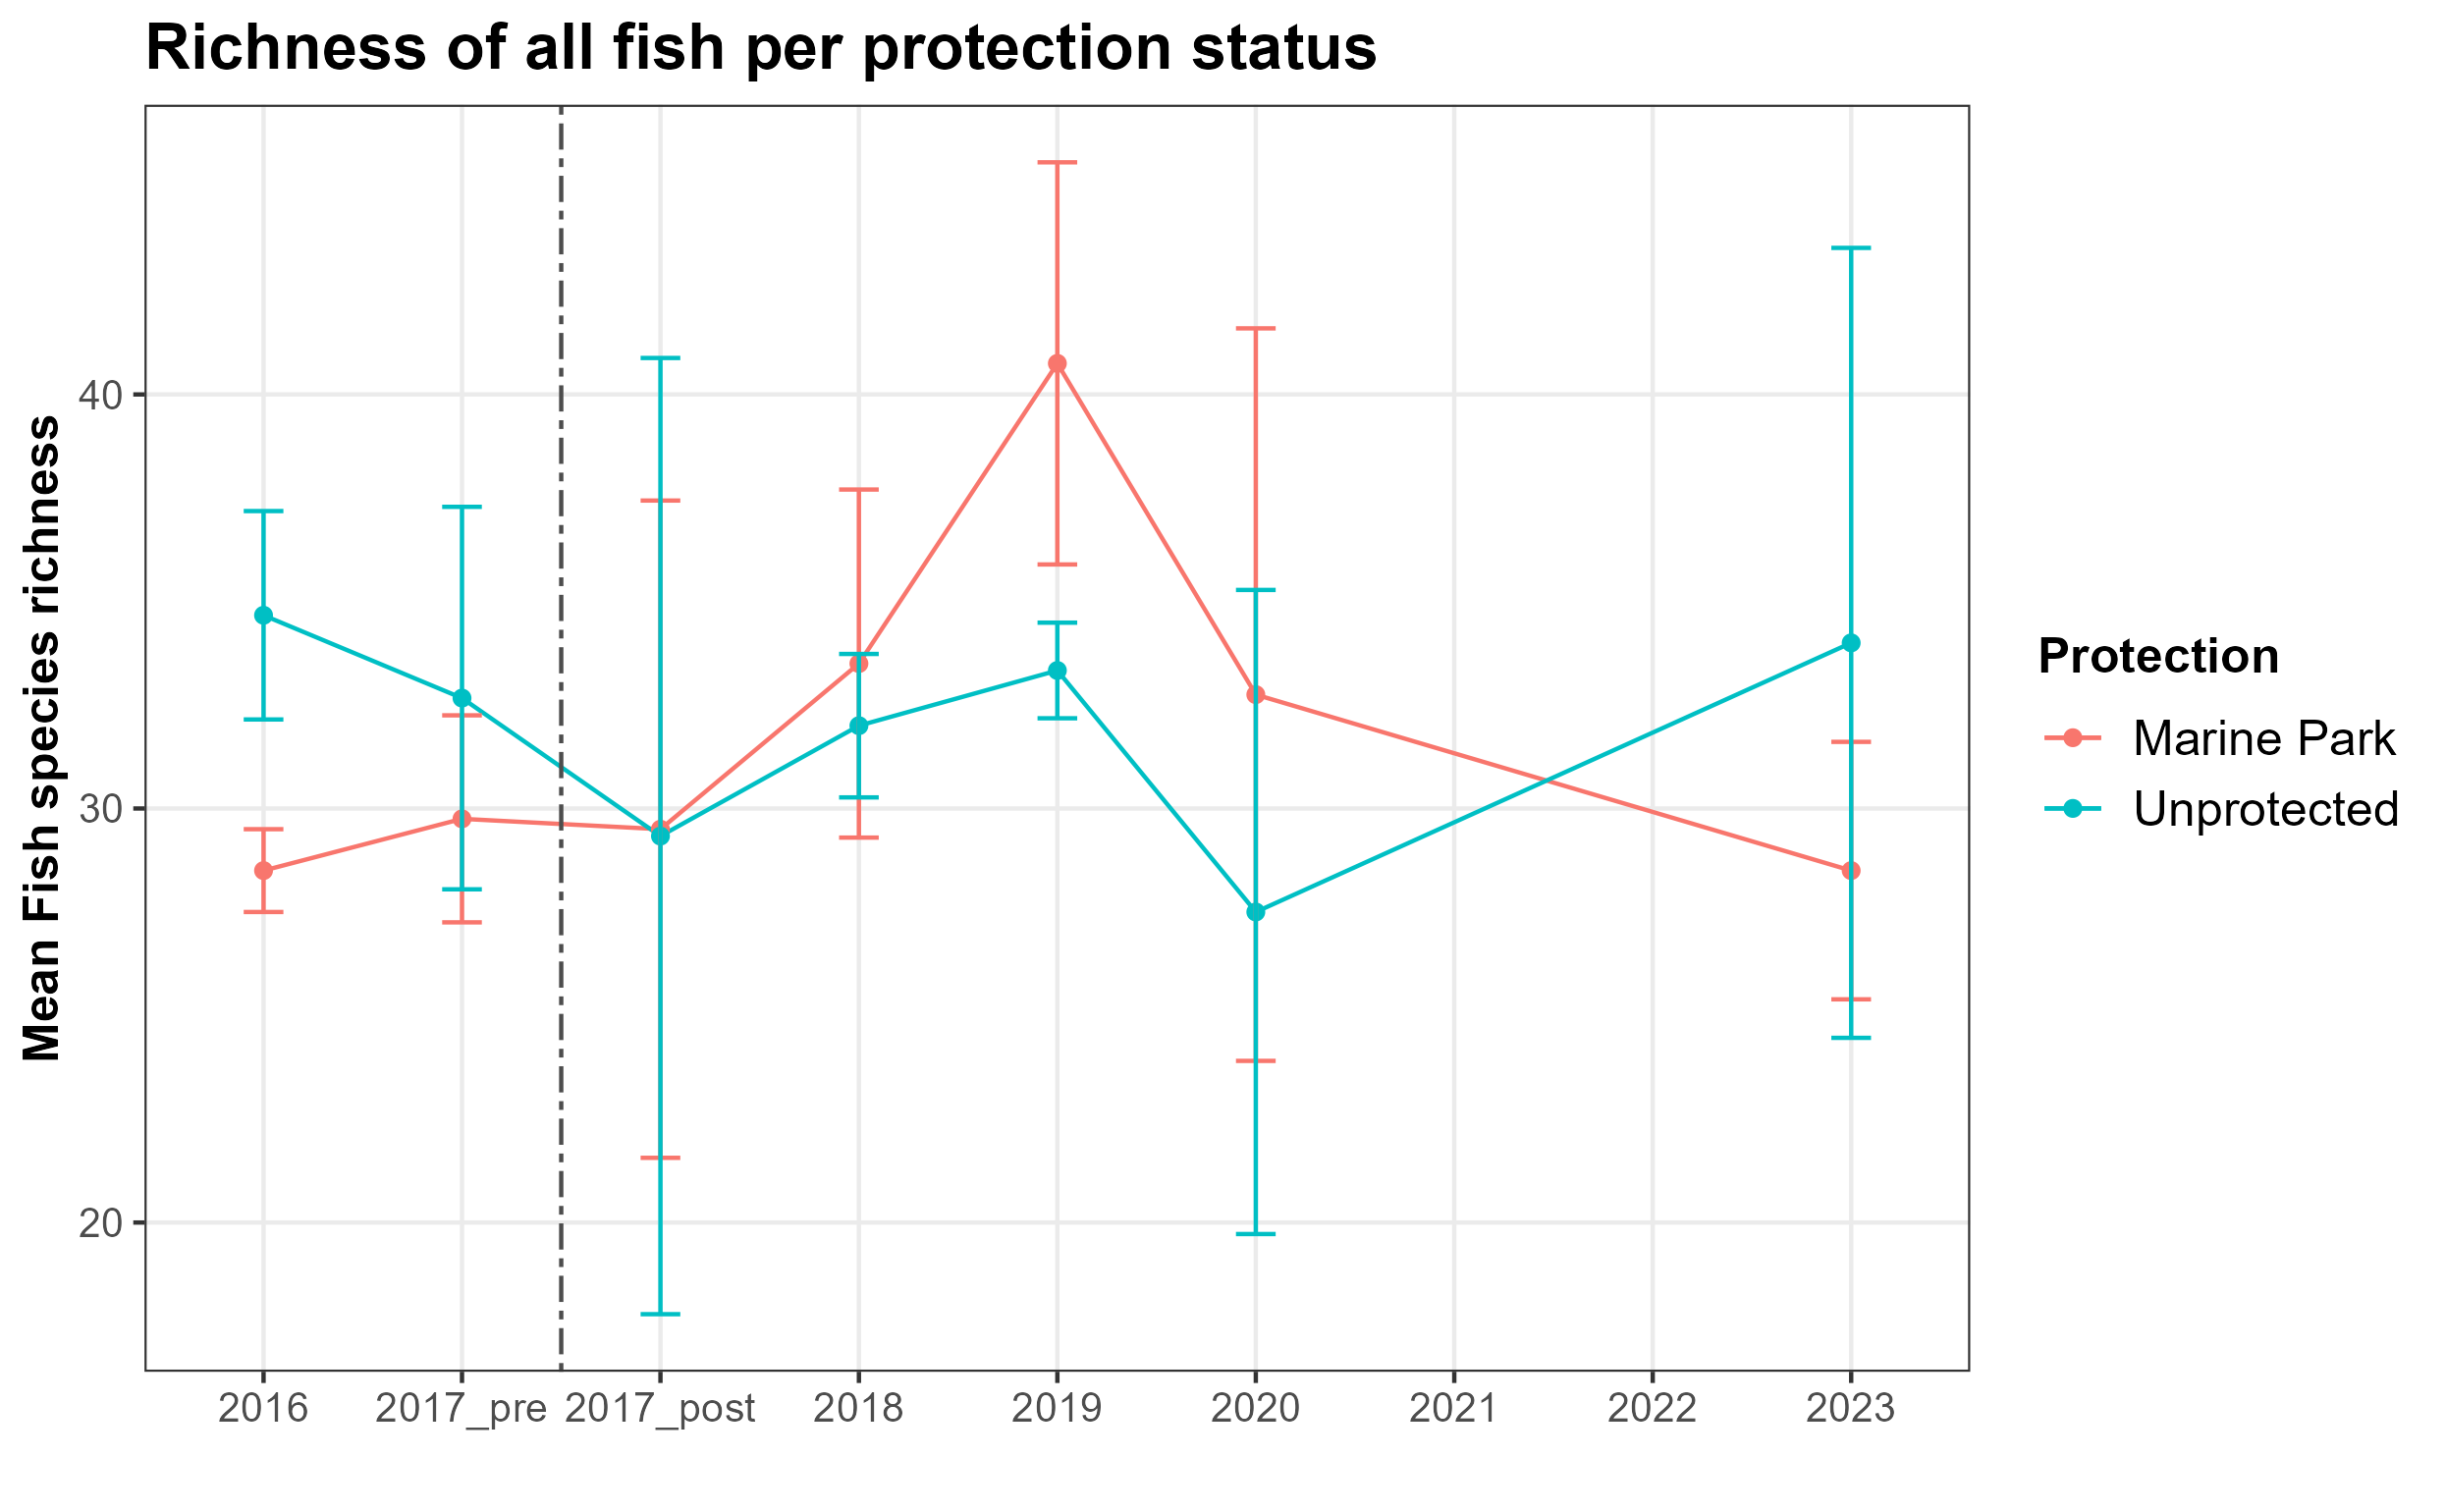 Richness of all fish per protection status
Mean Fish species richness
40
30
20
2016 2017_pre 2017_post 2018 2019 2020 2021 2022 2023
Protection
Marine Park
Unprotected